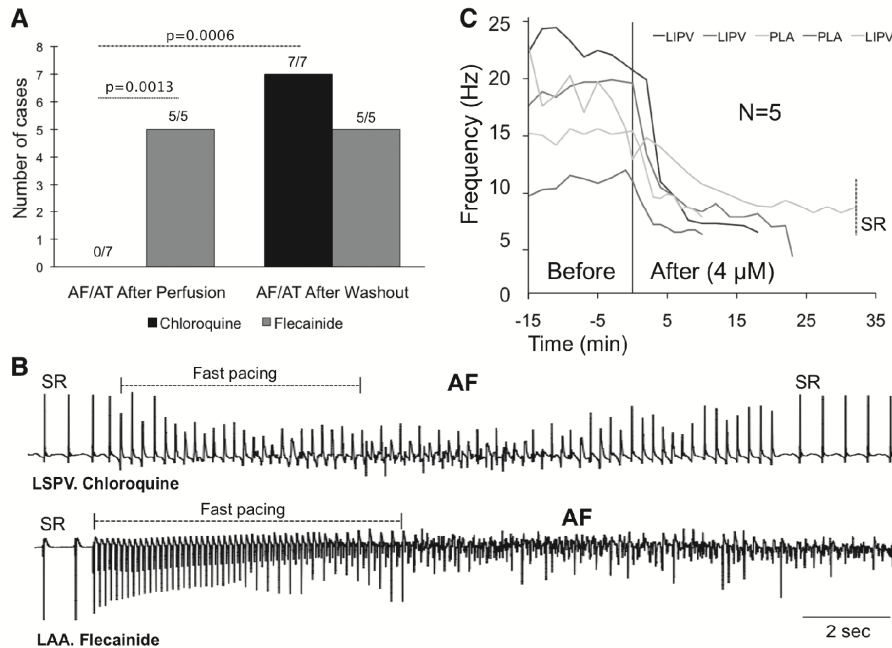 A
p=0.0006
p=0.0013
7/7
5/5
5/5
0/7
Number of cases
8
7
6
5
4
3
2
1
0
AF/AT After Perfusion
AF/AT After Washout
Chloroquine
Flecainide
C
LIPV
LIPV
PLA
PLA
LIPV
Frequency (Hz)
25
20
15
10
5
0
N=5
SR
Before
After (4 µM)
-15
-5
5
15
25
35
Time (min)
B
SR
Fast pacing
AF
SR
LSPV. Chloroquine
SR
Fast pacing
AF
LAA. Flecainide
2 sec